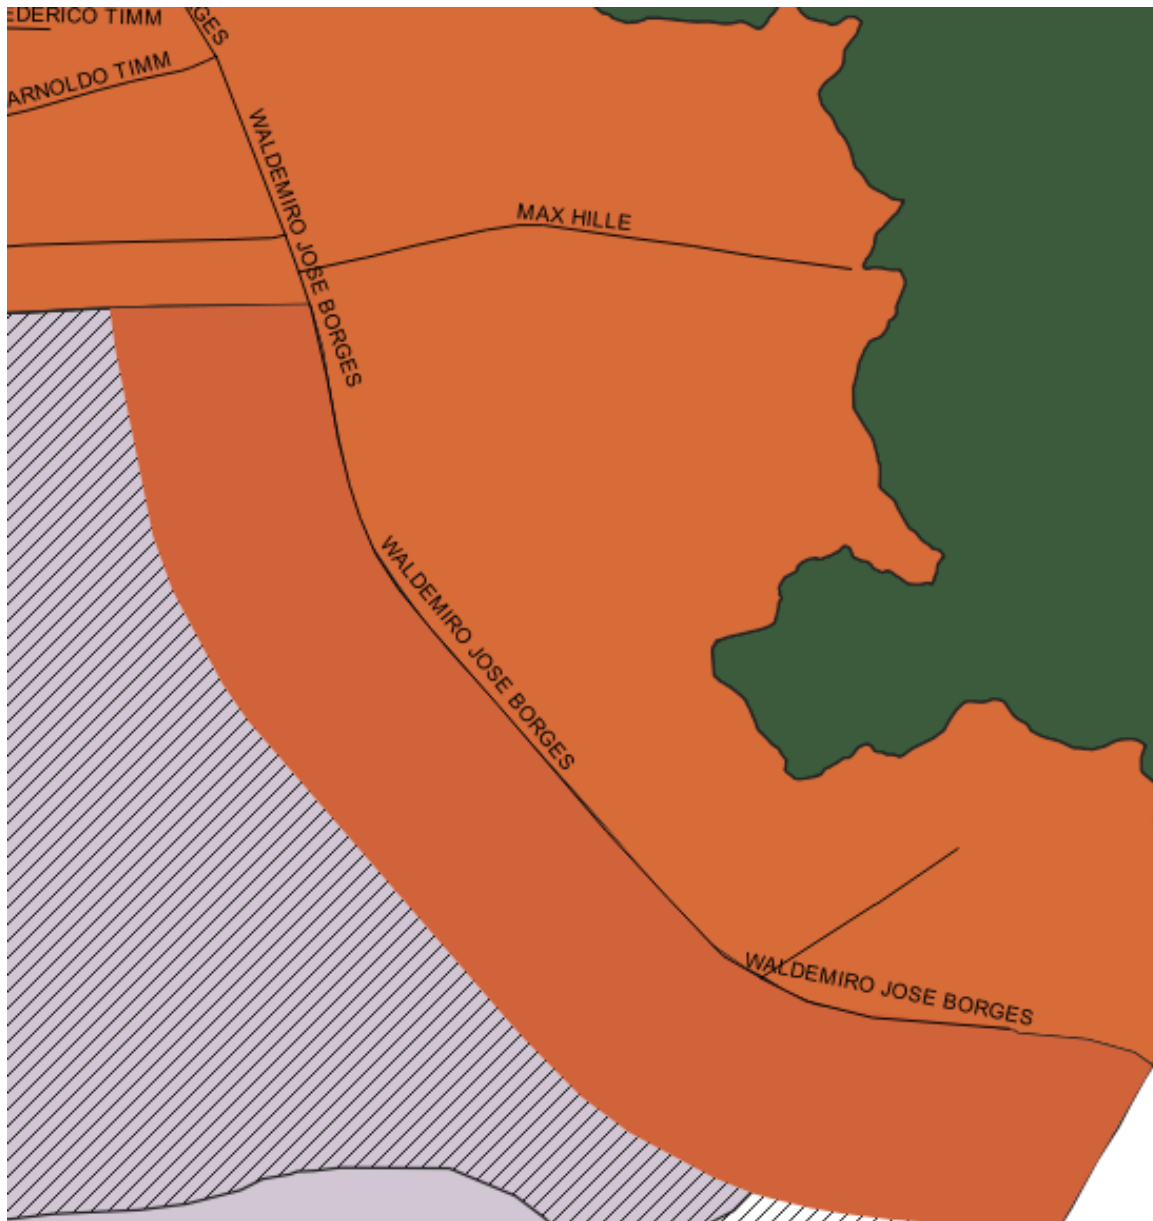 EDERICO TIMM
GES
ARNOLDO TIMM
WALDEMIRO JOSE BORGES
MAX HILLE
WALDEMIRO JOSE BORGES
WALDEMIRO JOSE BORGES